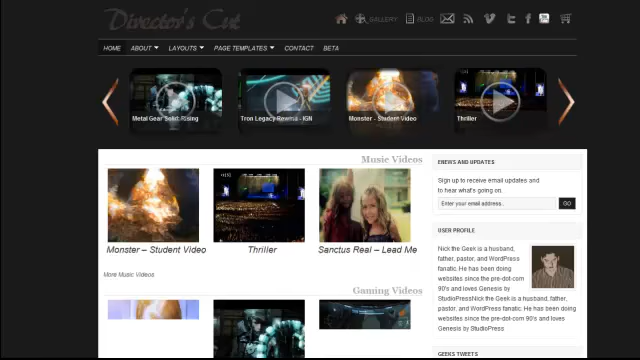 Director's Cut
GALLERY
BLOG
HOME ABOUT LAYOUTS PAGE TEMPLATES CONTACT BETA
Metal Gear Solid: Rising
Tron Legacy Rewma - IGN
Monster - Student Video
Thriller
Music Videos
Monster – Student Video
Thriller
Sanctus Real – Lead Me
More Music Videos
Gaming Videos
ENEWS AND UPDATES
Sign up to receive email updates and
to hear what's going on.
Enter your email address... GO
USER PROFILE
Nick the Geek is a husband,
father, pastor, and WordPress
fanatic. He has been doing
websites since the pre-dot-com
90's and loves Genesis by
StudioPressNick the Geek is a husband, father,
pastor, and WordPress fanatic. He has been doing
websites since the pre-dot-com 90's and loves
Genesis by StudioPress
GEEKS TWEETS